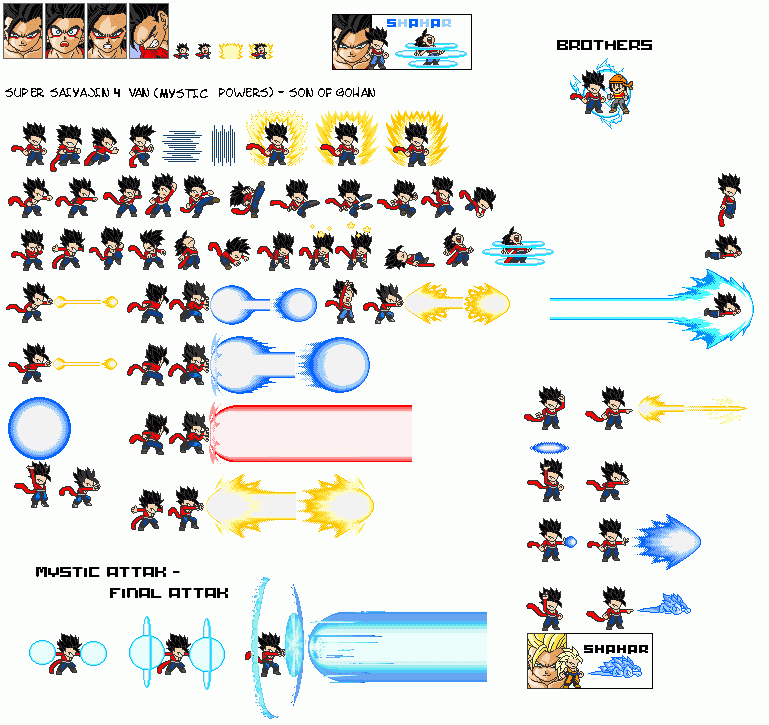 SHAHAR
BROTHERS
SUPER SAIYAJIN 4 VAN (MYSTIC POWERS) - SON OF GOHAN
MYSTIC ATTAK -
FINAL ATTAK
SHAHAR